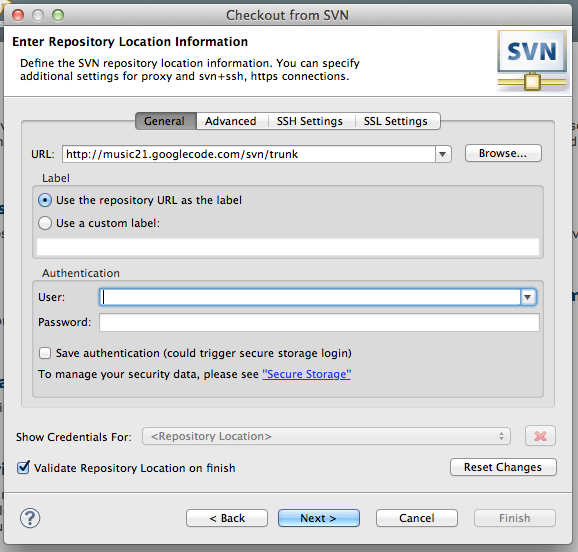 Checkout from SVN
Enter Repository Location Information
Define the SVN repository location information. You can specify
additional settings for proxy and svn+ssh, https connections.
SVN
General Advanced SSH Settings SSL Settings
URL: http://music21.googlecode.com/svn/trunk Browse...
Label
Use the repository URL as the label
Use a custom label:
Authentication
User:
Password:
Save authentication (could trigger secure storage login)
To manage your security data, please see "Secure Storage"
Show Credentials For: <Repository Location>
Validate Repository Location on finish Reset Changes
? < Back Next > Cancel Finish